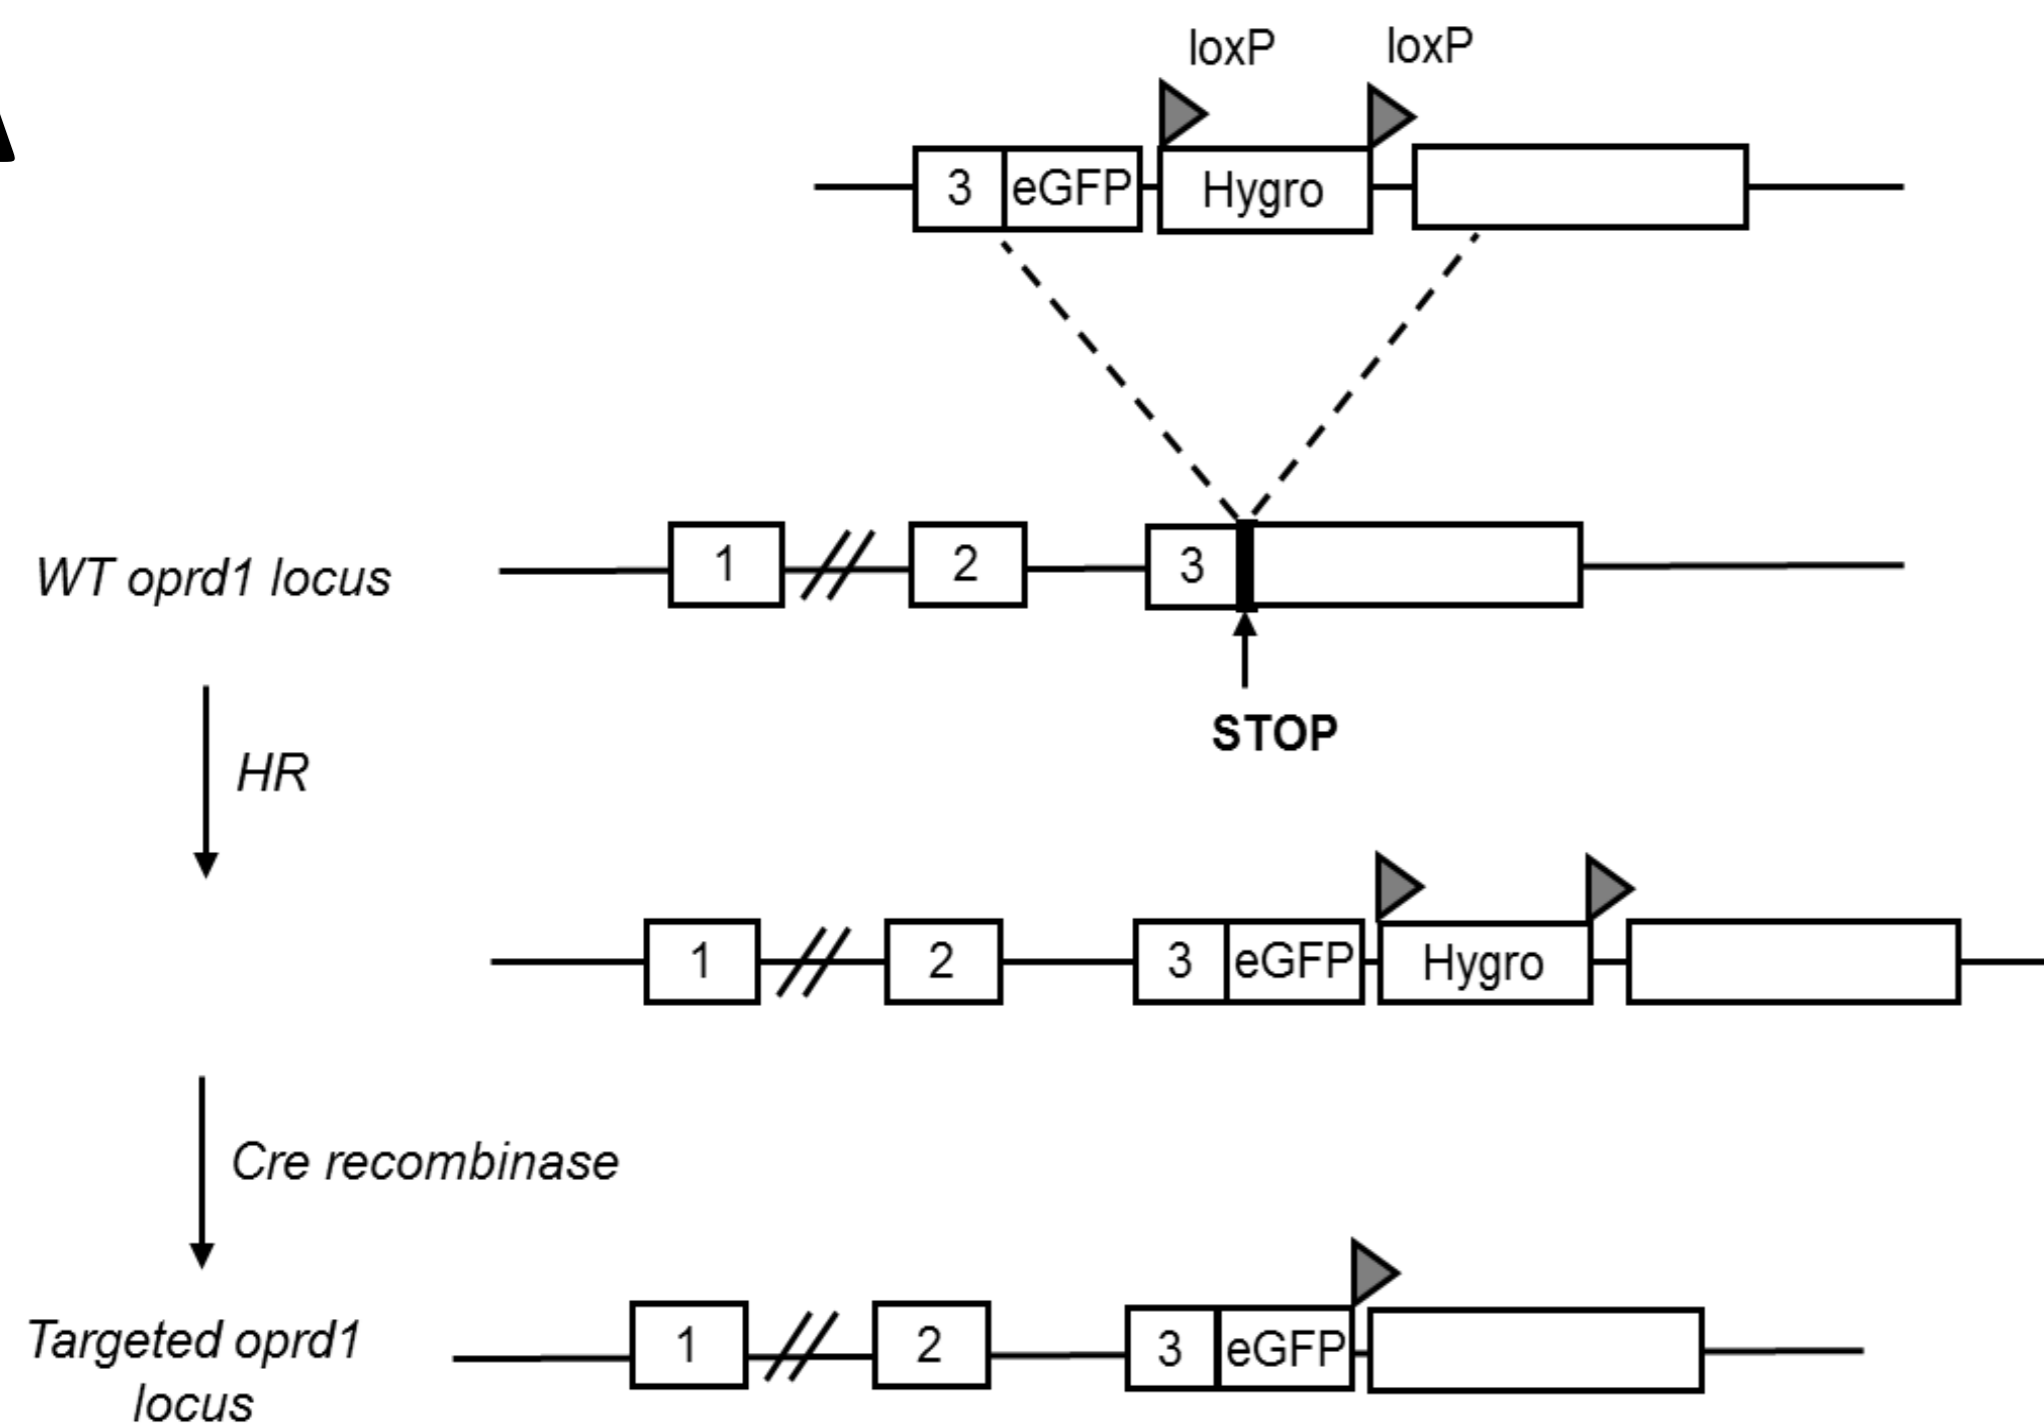 loxP loxP
3 eGFP Hygro
WT oprd1 locus 1 2 3
STOP
HR
1 2 3 eGFP Hygro
Cre recombinase
1 2 3 eGFP
Targeted oprd1
locus